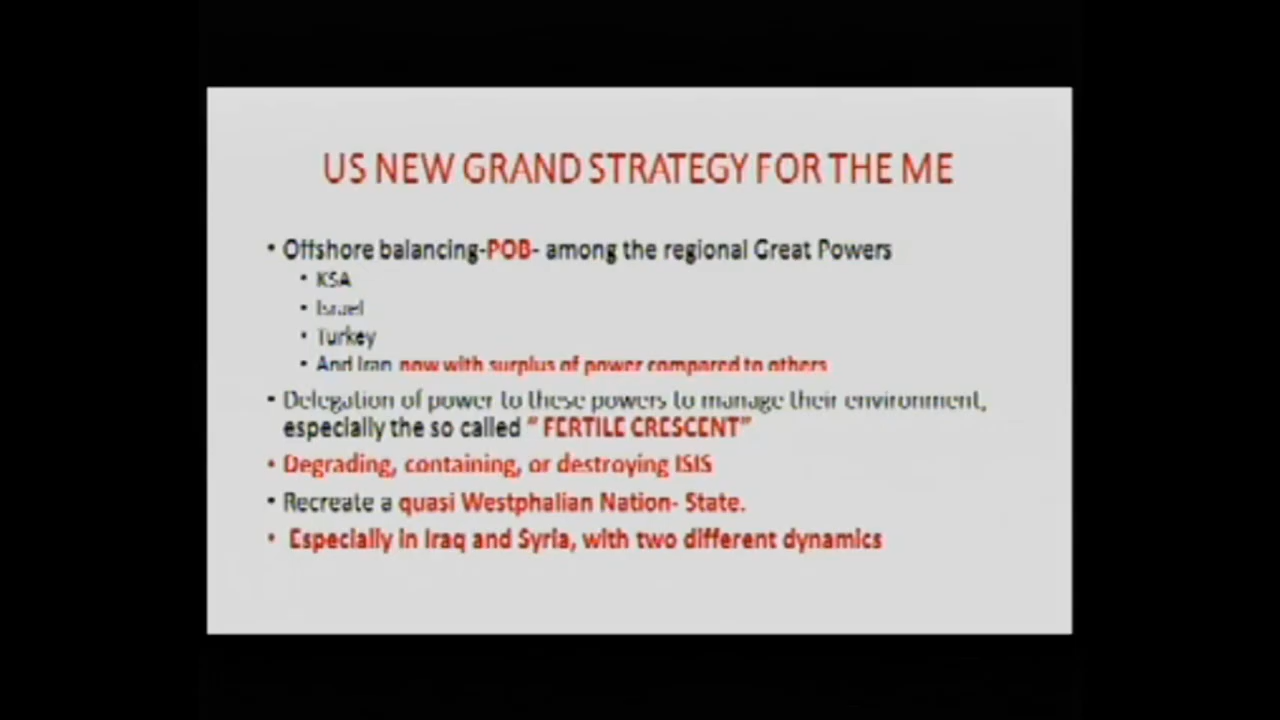 US NEW GRAND STRATEGY FOR THE ME
• Offshore balancing-POB- among the regional Great Powers
• KSA
• Israel
• Turkey
• And Iran now with surplus of power compared to others
• Delegation of power to these powers to manage their environment,
especially the so called " FERTILE CRESCENT"
• Degrading, containing, or destroying ISIS
• Recreate a quasi Westphalian Nation- State.
• Especially in Iraq and Syria, with two different dynamics